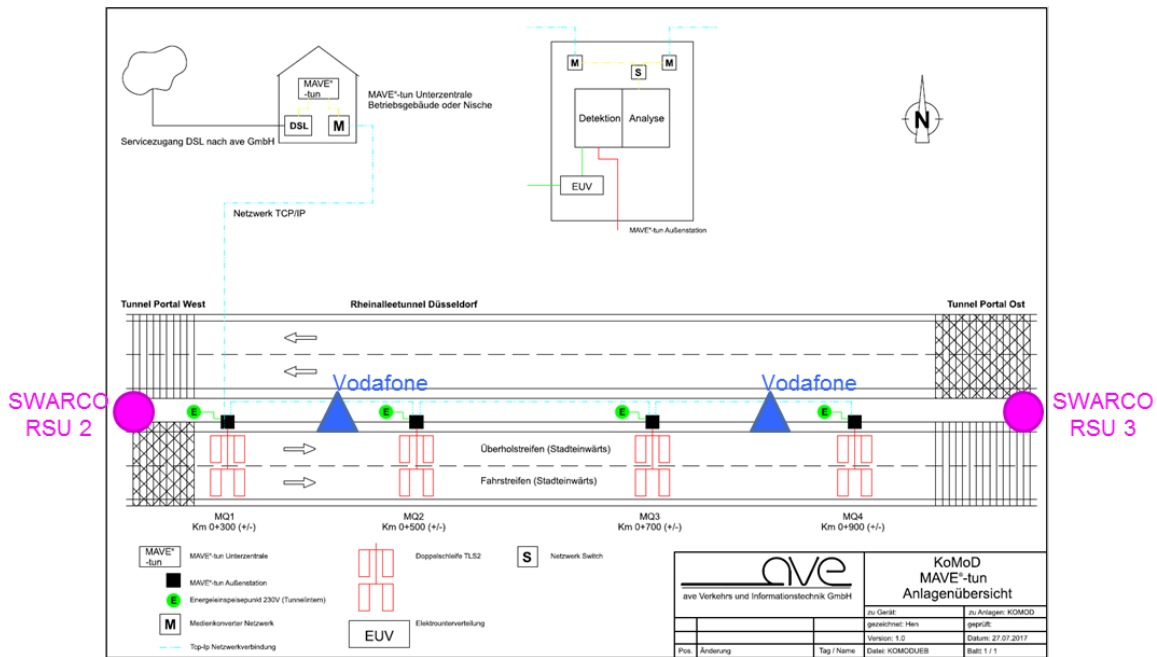 MAVE®
-tun
DSL
M
MAVE®-tun Unterzentrale
Betriebsgebäude oder Nische
Servicezugang DSL nach ave GmbH
Netzwerk TCP/IP
M
M
S
Detektion
Analyse
EUV
MAVE®-tun Außenstation
N
Tunnel Portal West
Rheinalleetunnel Düsseldorf
Tunnel Portal Ost
SWARCO
RSU 2
Vodafone
Vodafone
SWARCO
RSU 3
E
E
E
E
Überholstreifen (Stadteinwärts)
Fahrstreifen (Stadteinwärts)
MQ1
Km 0+300 (+/-)
MQ2
Km 0+500 (+/-)
MQ3
Km 0+700 (+/-)
MQ4
Km 0+900 (+/-)
MAVE®
-tun
MAVE®-tun Unterzentrale
MAVE®-tun Außenstation
E
Energieeinspeisepunkt 230V (Tunnelintern)
M
Medienkonverter Netzwerk
Tcp-Ip Netzwerkverbindung
Doppelschleife TLS2
EUV
Elektrounterverteilung
S
Netzwerk Switch
ave
ave Verkehrs und Informationstechnik GmbH
KoMoD
MAVE®-tun
Anlagenübersicht
zu Gerät:
zu Anlagen: KOMOD
gezeichnet: Hen
geprüft:
Version: 1.0
Datum: 27.07.2017
Pos.
Änderung
Tag / Name
Datei: KOMODUEB
Blatt 1 / 1